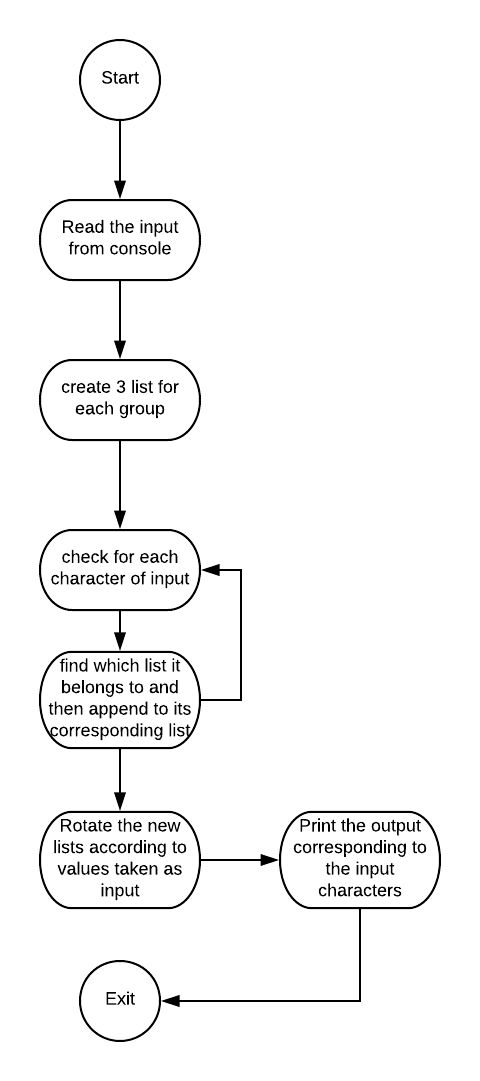 Start
Read the input
from console
create 3 list for
each group
check for each
character of input
find which list it
belongs to and
then append to its
corresponding list
Rotate the new
lists according to
values taken as
input
Print the output
corresponding to
the input
characters
Exit